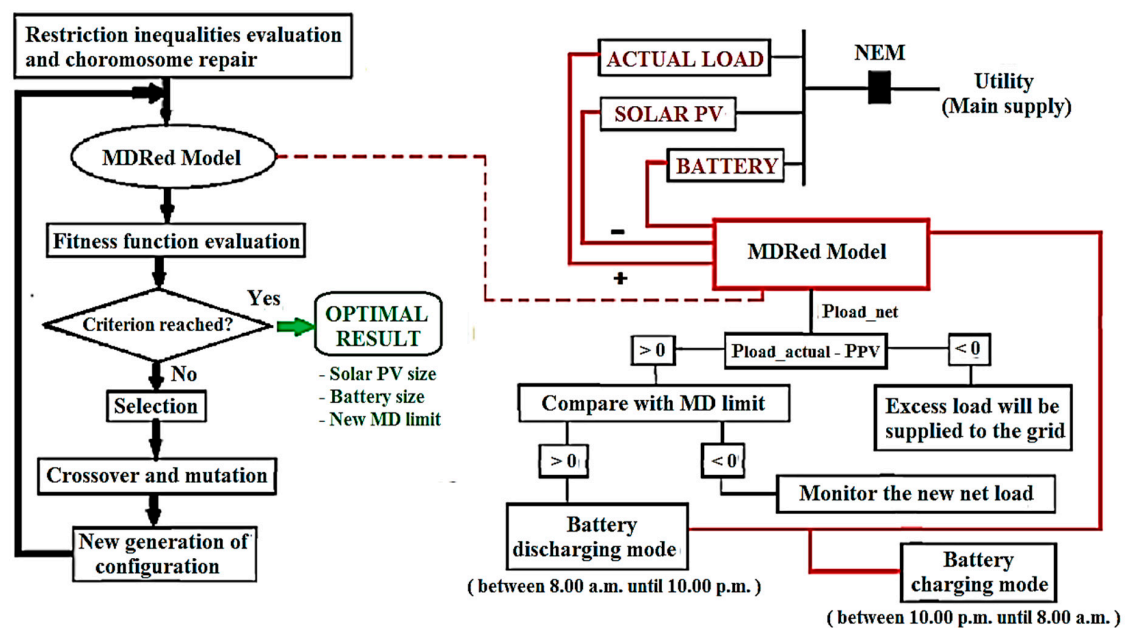 Restriction inequalities evaluation
and choromosome repair
MDRed Model
Fitness function evaluation
Criterion reached?
Yes
OPTIMAL
RESULT
- Solar PV size
- Battery size
- New MD limit
No
Selection
Crossover and mutation
New generation of
configuration
ACTUAL LOAD
SOLAR PV
BATTERY
NEM
Utility
(Main supply)
-
+
MDRed Model
Pload_net
> 0
Pload_actual - PPV
< 0
Compare with MD limit
Excess load will be
supplied to the grid
> 0
< 0
Monitor the new net load
Battery
discharging mode
( between 8.00 a.m. until 10.00 p.m. )
Battery
charging mode
( between 10.00 p.m. until 8.00 a.m. )